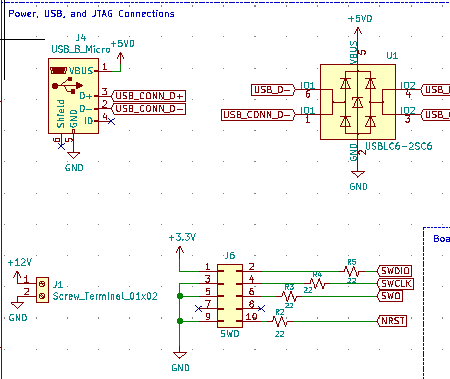 Power, USB, and JTAG Connections
J4
USB_B_Micro
+5VD
VBUS 1
D+ 3 USB_CONN_D+
D- 2 USB_CONN_D-
ID 4
Shield
GND
6 5
GND
+5VD
VBUS
5
U1
USB_D- IO1 6
IO2 4 USB_
USB_CONN_D- IO1 1
IO2 3 USB_
GND
2
USBLC6-2SC6
GND
+12V
J1
1
2
Screw_Terminal_01x02
GND
+3.3V
J6
1 2 R5 22 SWDIO
3 4 R4 22 SWCLK
5 6 R3 22 SWO
7 8
9 10 R2 22 NRST
SWD
GND
Boa